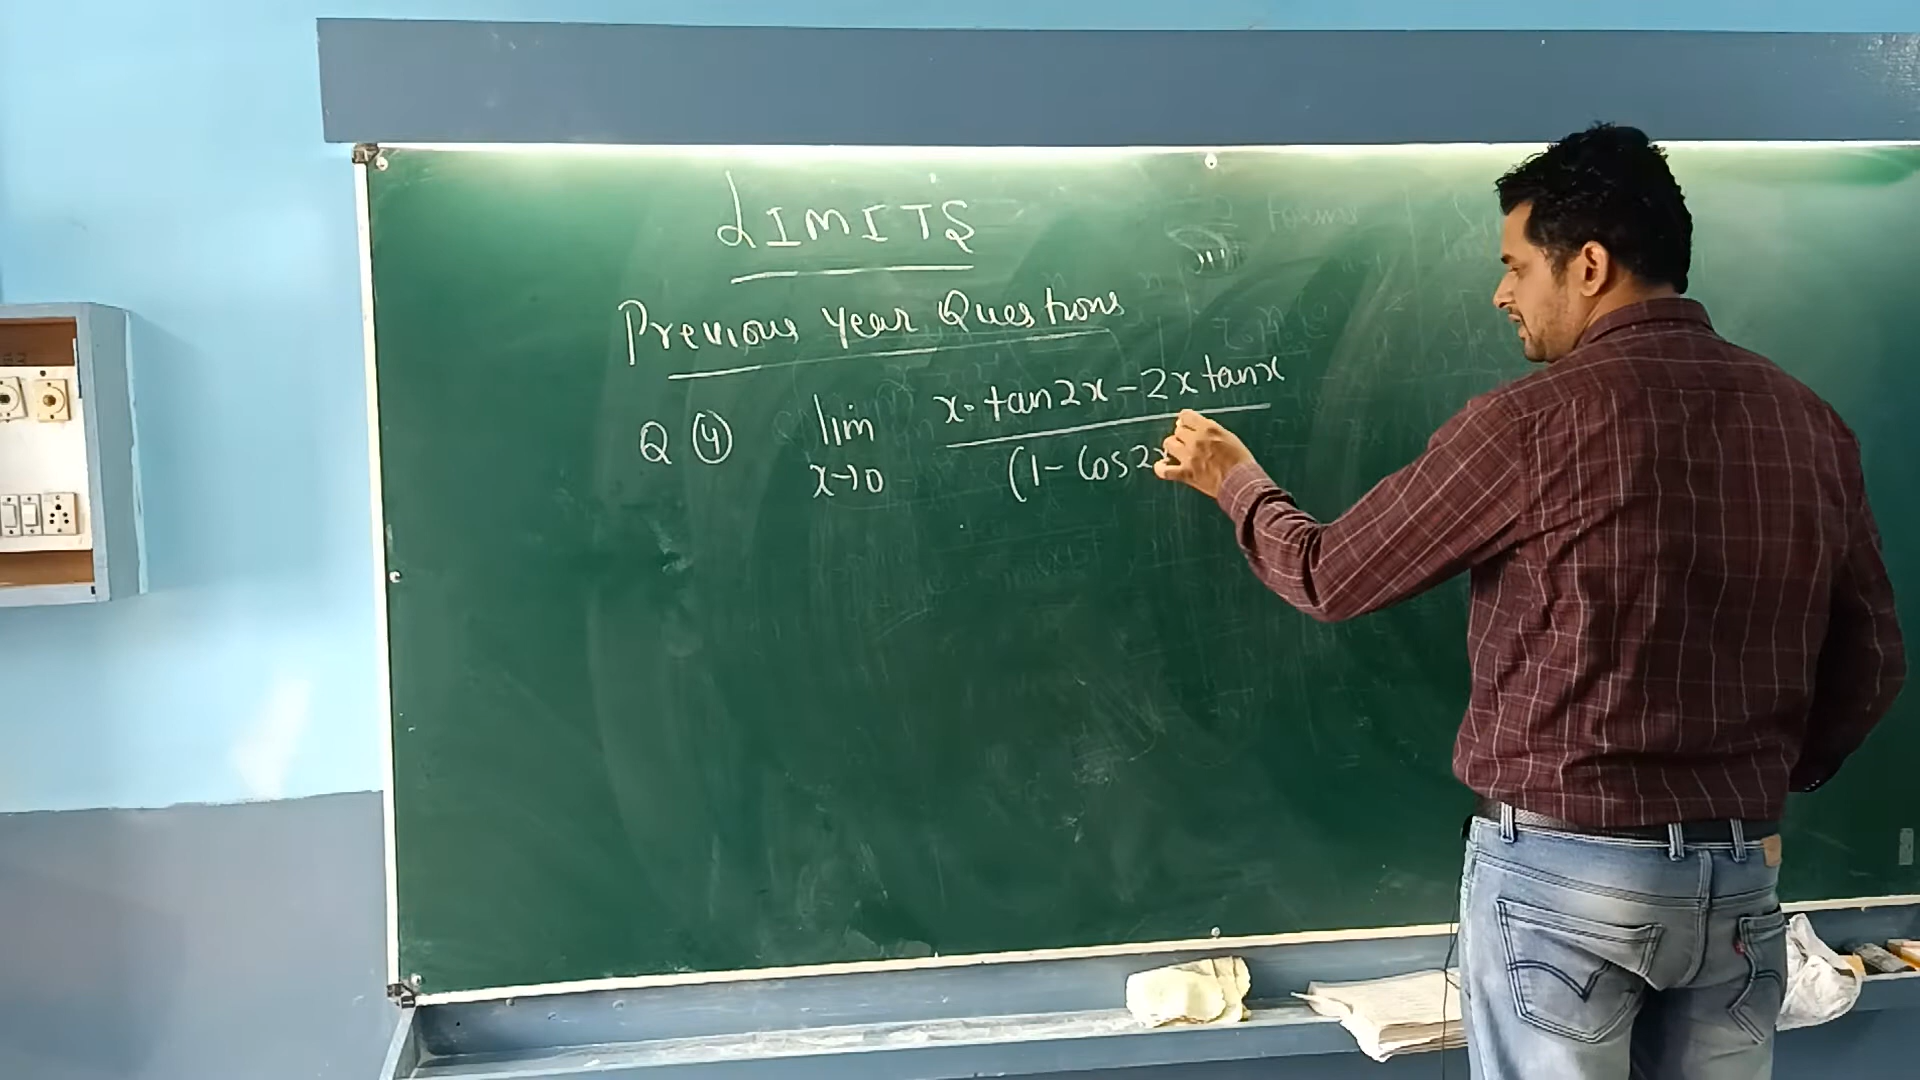 LIMITS
Previous Year Questions
Q ④ lim x→0 x·tan2x-2x tanx
(1-Cos2x